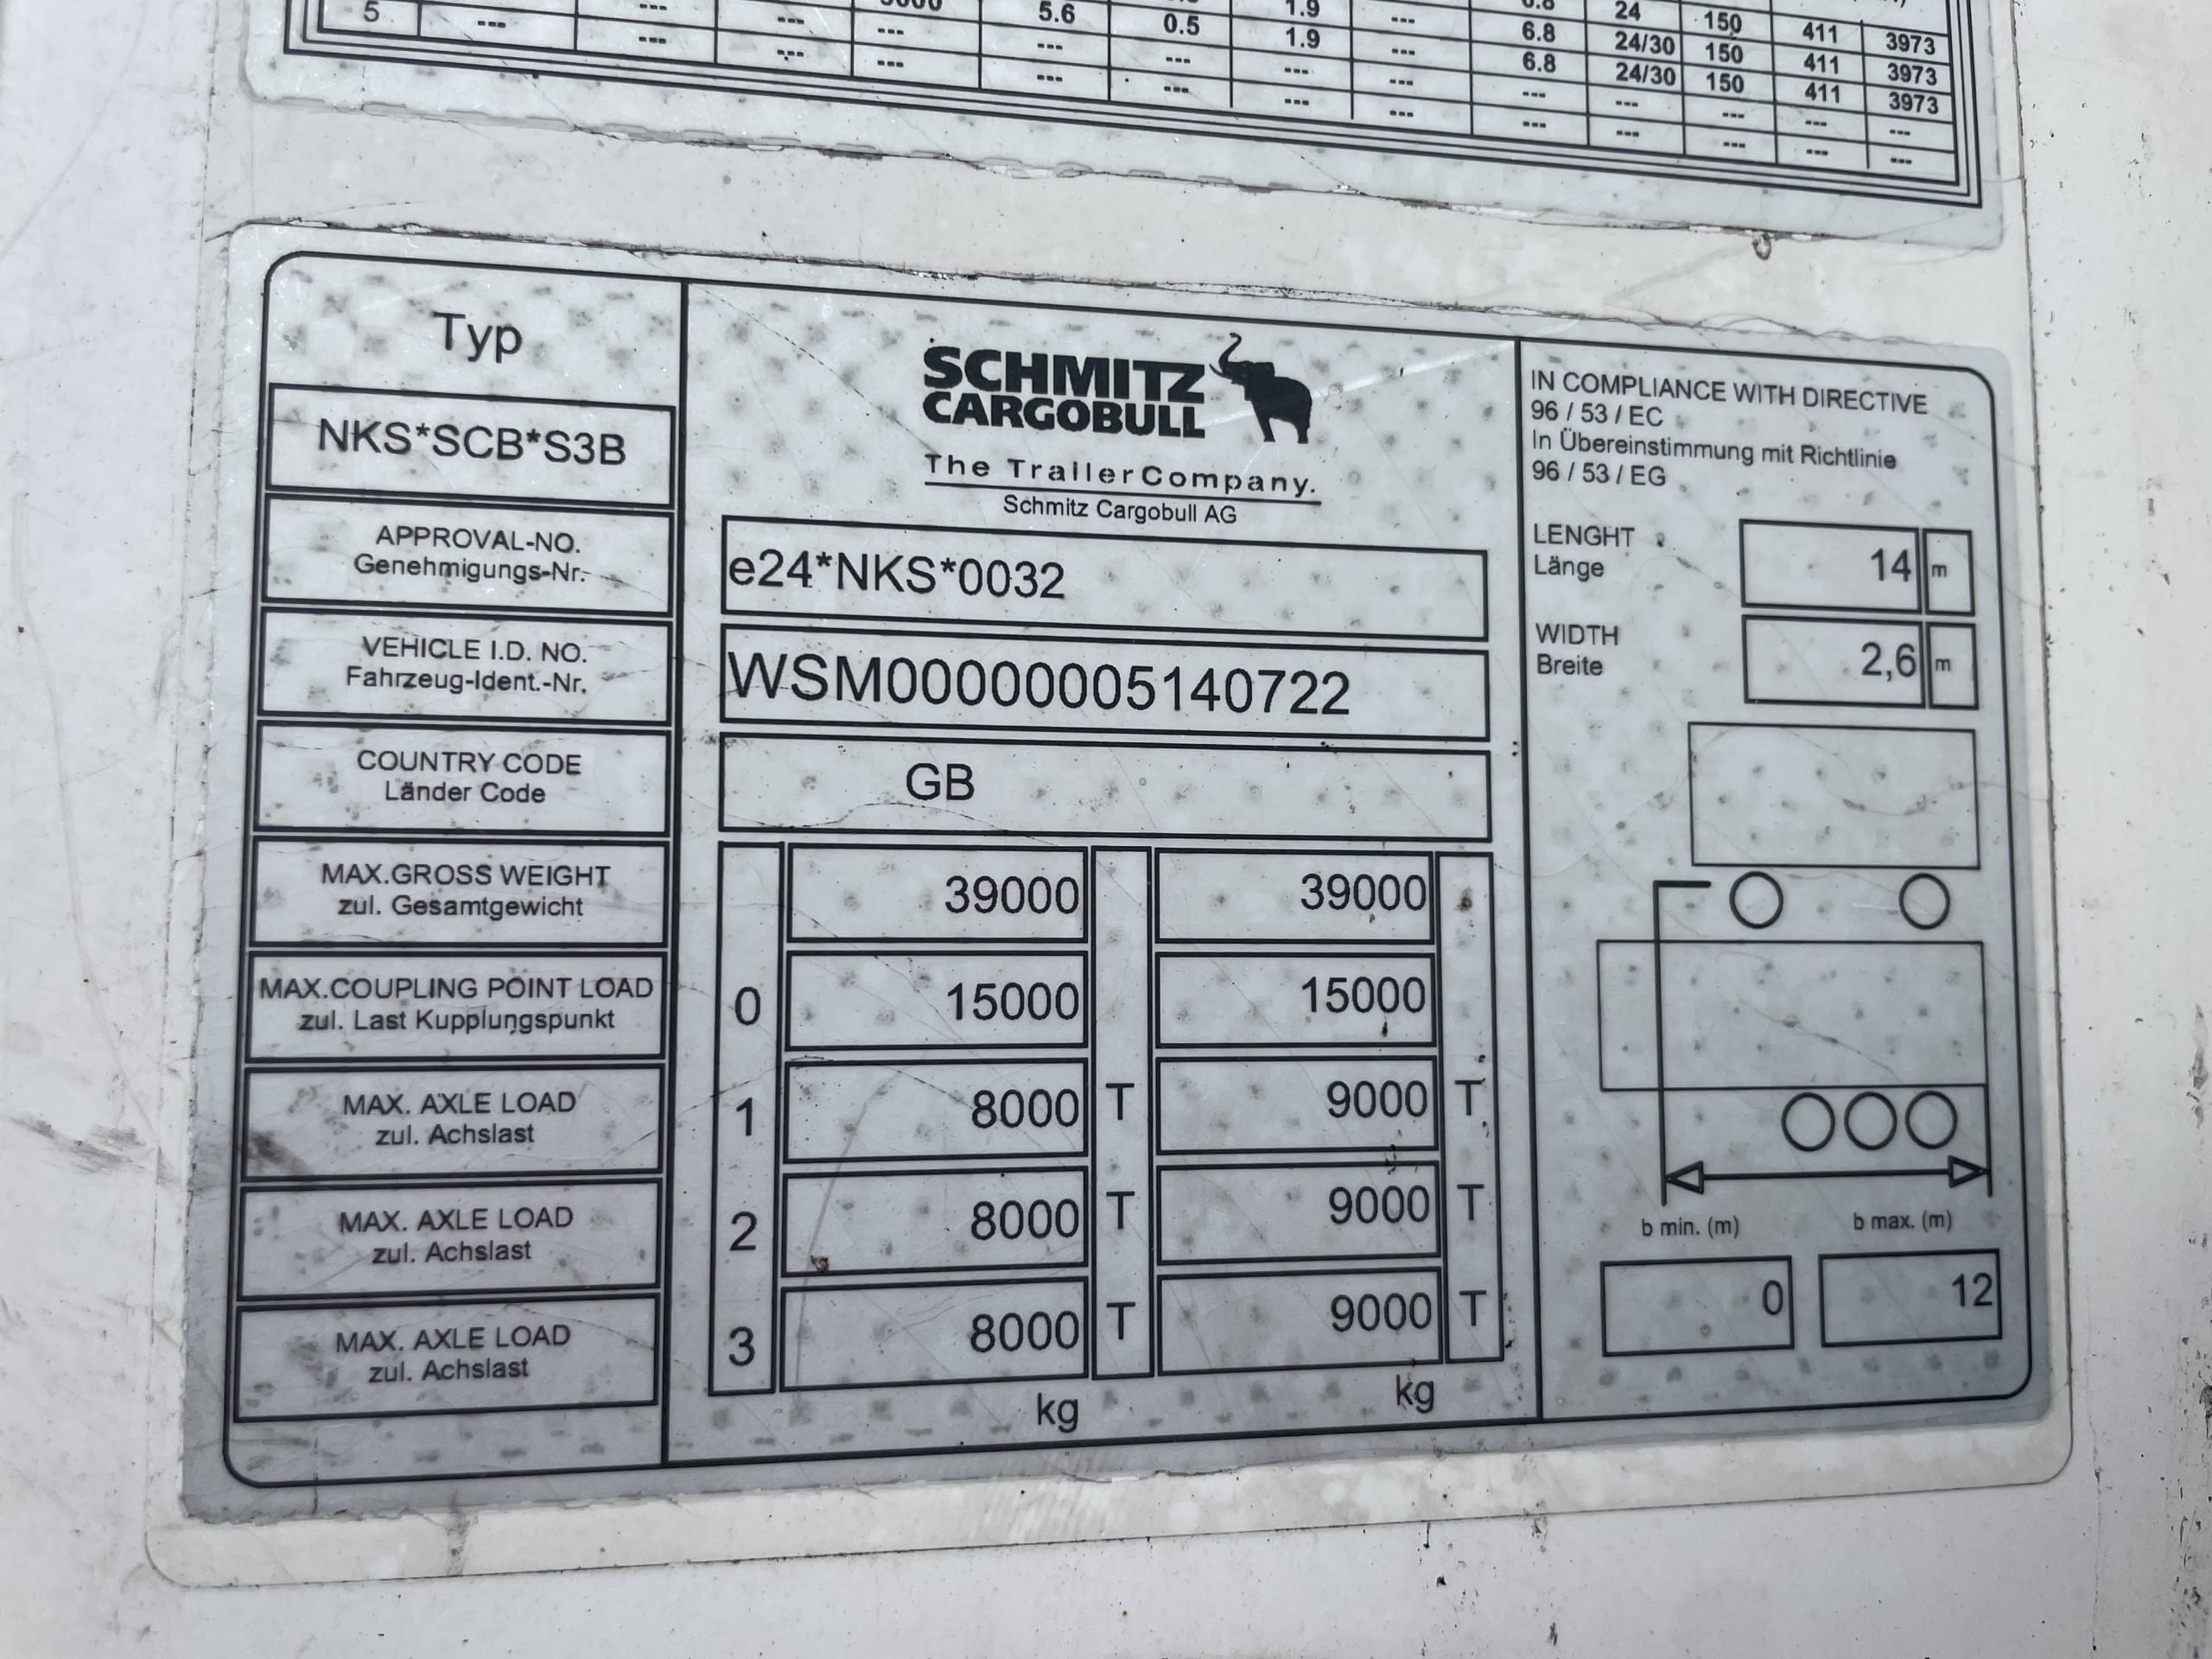 5 --- --- --- 5.6 1.9 --- 24 150 411 3973
--- --- --- 0.5 1.9 --- 6.8 24/30 150 411 3973
--- --- --- --- --- 6.8 24/30 150 411 3973
--- --- --- --- --- ---
--- --- --- --- ---
Typ
NKS*SCB*S3B
SCHMITZ
CARGOBULL
The TrailerCompany.
Schmitz Cargobull AG
APPROVAL-NO.
Genehmigungs-Nr.
e24*NKS*0032
VEHICLE I.D. NO.
Fahrzeug-Ident.-Nr.
WSM00000005140722
COUNTRY CODE
Länder Code
GB
MAX.GROSS WEIGHT
zul. Gesamtgewicht
39000 39000
MAX.COUPLING POINT LOAD
zul. Last Kupplungspunkt
0 15000 15000
MAX. AXLE LOAD
zul. Achslast
1 8000 T 9000 T
MAX. AXLE LOAD
zul. Achslast
2 8000 T 9000 T
MAX. AXLE LOAD
zul. Achslast
3 8000 T 9000 T
kg kg
IN COMPLIANCE WITH DIRECTIVE
96 / 53 / EC
In Übereinstimmung mit Richtlinie
96 / 53 / EG
LENGHT
Länge
14 m
WIDTH
Breite
2,6 m
b min. (m) b max. (m)
0 12